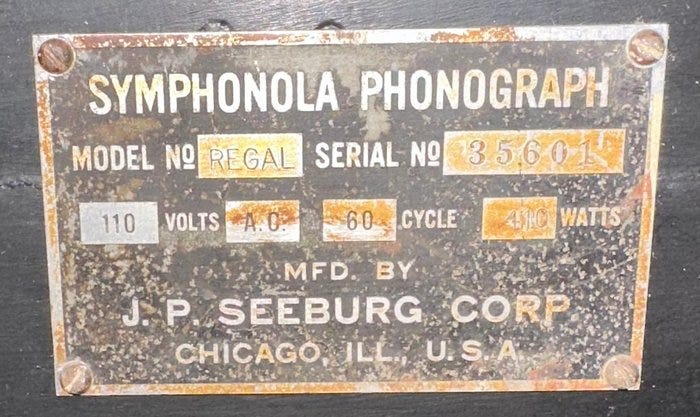 SYMPHONOLA PHONOGRAPH
MODEL Nº REGAL SERIAL Nº 35601
110 VOLTS A.C. 60 CYCLE 410 WATTS
MFD. BY
J. P. SEEBURG CORP.
CHICAGO, ILL., U.S.A.